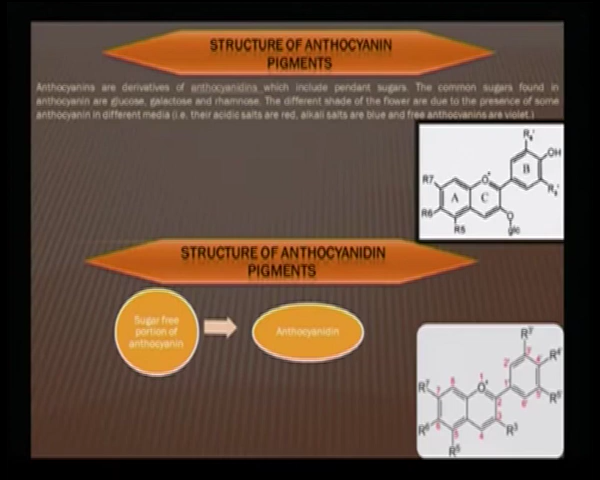 STRUCTURE OF ANTHOCYANIN
PIGMENTS
Anthocyanins are derivatives of anthocyanidins which include pendant sugars. The common sugars found in
anthocyanin are glucose, galactose and rhamnose. The different shade of the flower are due to the presence of some
anthocyanin in different media (i.e. their acidic salts are red, alkali salts are blue and free anthocyanins are violet.)
R7
R6
R5
A
C
B
O+
OH
O
glc
STRUCTURE OF ANTHOCYANIDIN
PIGMENTS
Sugar free
portion of
anthocyanin
Anthocyanidin